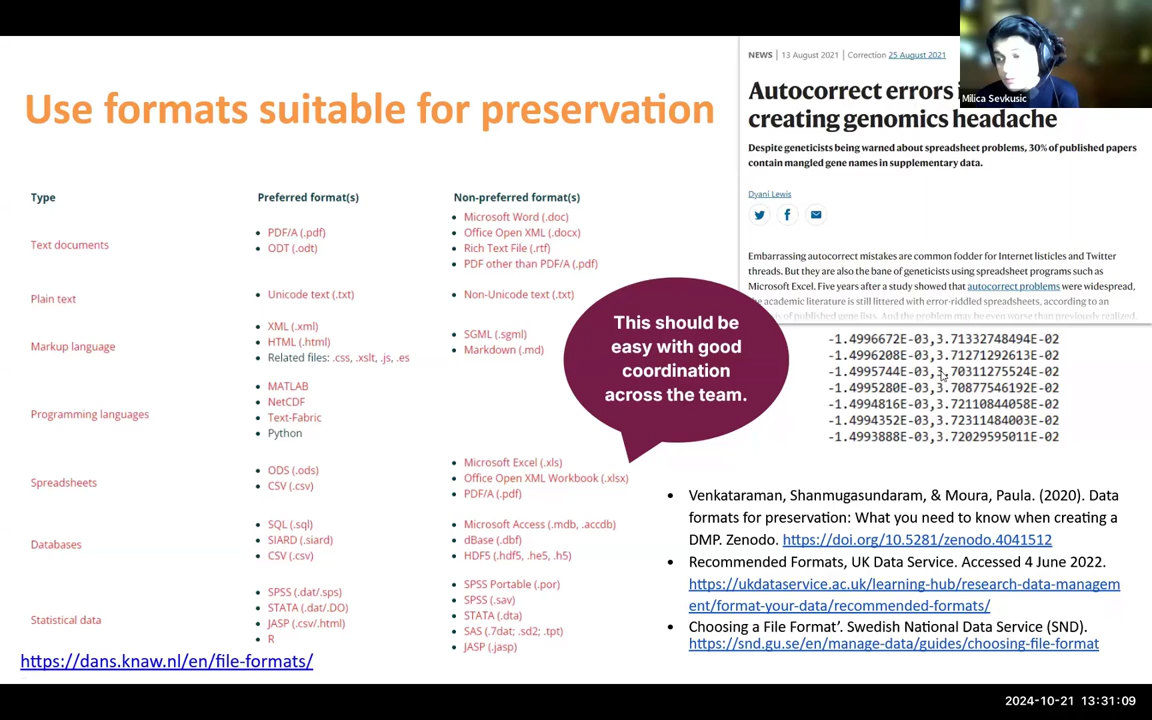 Use formats suitable for preservation
Type Preferred format(s) Non-preferred format(s)
Text documents
PDF/A (.pdf)
ODT (.odt)
Microsoft Word (.doc)
Office Open XML (.docx)
Rich Text File (.rtf)
PDF other than PDF/A (.pdf)
Plain text
Unicode text (.txt)
Non-Unicode text (.txt)
Markup language
XML (.xml)
HTML (.html)
Related files: .css, .xslt, .js, .es
SGML (.sgml)
Markdown (.md)
Programming languages
MATLAB
NetCDF
Text-Fabric
Python
Spreadsheets
ODS (.ods)
CSV (.csv)
Microsoft Excel (.xls)
Office Open XML Workbook (.xlsx)
PDF/A (.pdf)
Databases
SQL (.sql)
SIARD (.siard)
CSV (.csv)
Microsoft Access (.mdb, .accdb)
dBase (.dbf)
HDF5 (.hdf5, .he5, .h5)
Statistical data
SPSS (.dat/.sps)
STATA (.dat/.DO)
JASP (.csv/.html)
R
SPSS Portable (.por)
SPSS (.sav)
STATA (.dta)
SAS (.7dat; .sd2; .tpt)
JASP (.jasp)
https://dans.knaw.nl/en/file-formats/
This should be
easy with good
coordination
across the team.
NEWS | 13 August 2021 | Correction 25 August 2021
Autocorrect errors
creating genomics headache
Despite geneticists being warned about spreadsheet problems, 30% of published papers
contain mangled gene names in supplementary data.
Dyani Lewis
Embarrassing autocorrect mistakes are common fodder for Internet listicles and Twitter
threads. But they are also the bane of geneticists using spreadsheet programs such as
Microsoft Excel. Five years after a study showed that autocorrect problems were widespread,
academic literature is still littered with error-riddled spreadsheets, according to an
of published gene lists. And the problem may be even worse than previously realized.
-1.4996672E-03,3.71332748494E-02
-1.4996208E-03,3.71271292613E-02
-1.4995744E-03,3.70311275524E-02
-1.4995280E-03,3.70877546192E-02
-1.4994816E-03,3.72110844058E-02
-1.4994352E-03,3.72311484003E-02
-1.4993888E-03,3.72029595011E-02
Venkataraman, Shanmugasundaram, & Moura, Paula. (2020). Data
formats for preservation: What you need to know when creating a
DMP. Zenodo. https://doi.org/10.5281/zenodo.4041512
Recommended Formats, UK Data Service. Accessed 4 June 2022.
https://ukdataservice.ac.uk/learning-hub/research-data-managem
ent/format-your-data/recommended-formats/
Choosing a File Format’. Swedish National Data Service (SND).
https://snd.gu.se/en/manage-data/guides/choosing-file-format
Milica Sevkusic
2024-10-21 13:31:09